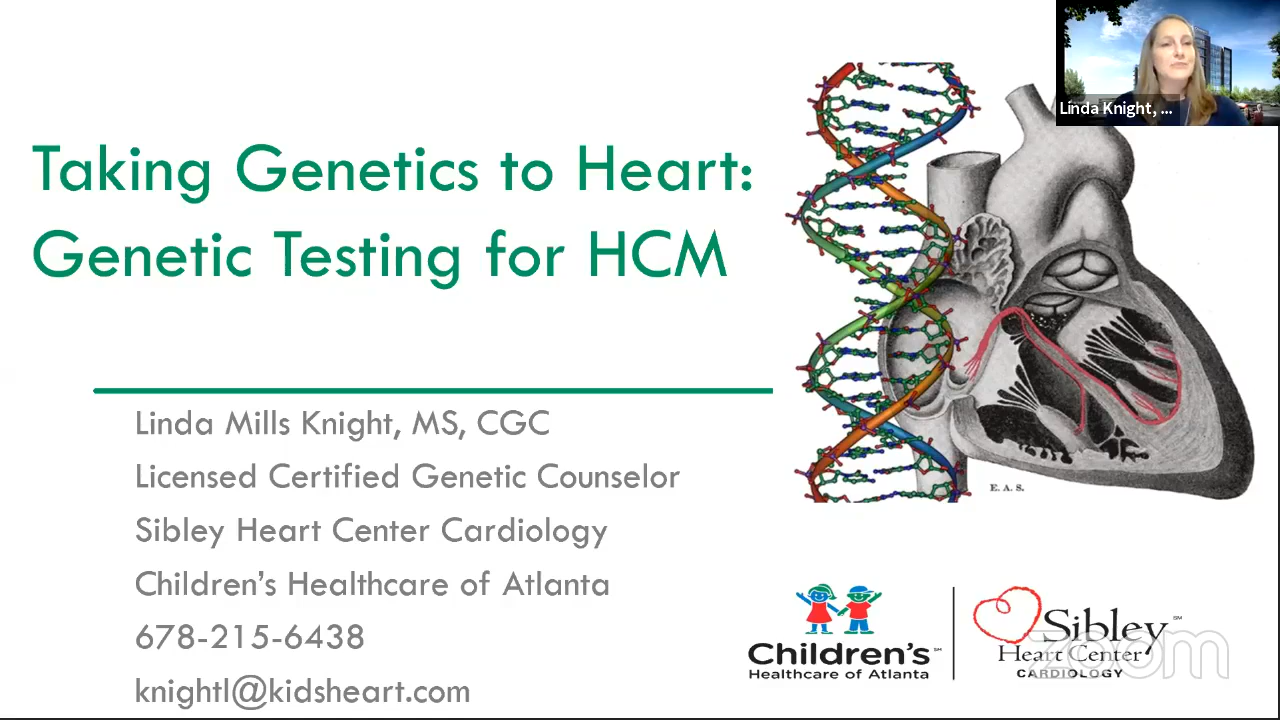 Linda Knight, ...
Taking Genetics to Heart:
Genetic Testing for HCM
Linda Mills Knight, MS, CGC
Licensed Certified Genetic Counselor
Sibley Heart Center Cardiology
Children's Healthcare of Atlanta
678-215-6438
knightl@kidsheart.com
E. A. S.
Children's℠
Healthcare of Atlanta
Sibley℠
Heart Center
CARDIOLOGY
zoom